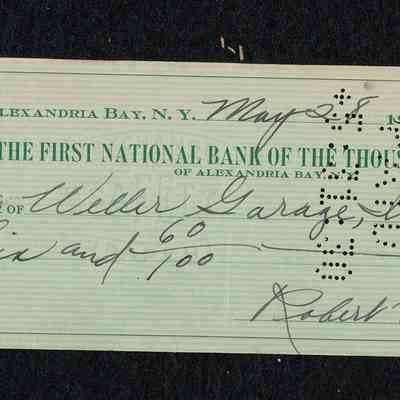 ALEXANDRIA BAY, N. Y. May 28 19
THE FIRST NATIONAL BANK OF THE THOUS
OF ALEXANDRIA BAY, N.Y.
OF Weller Garage,
Six and 60/100
Robert